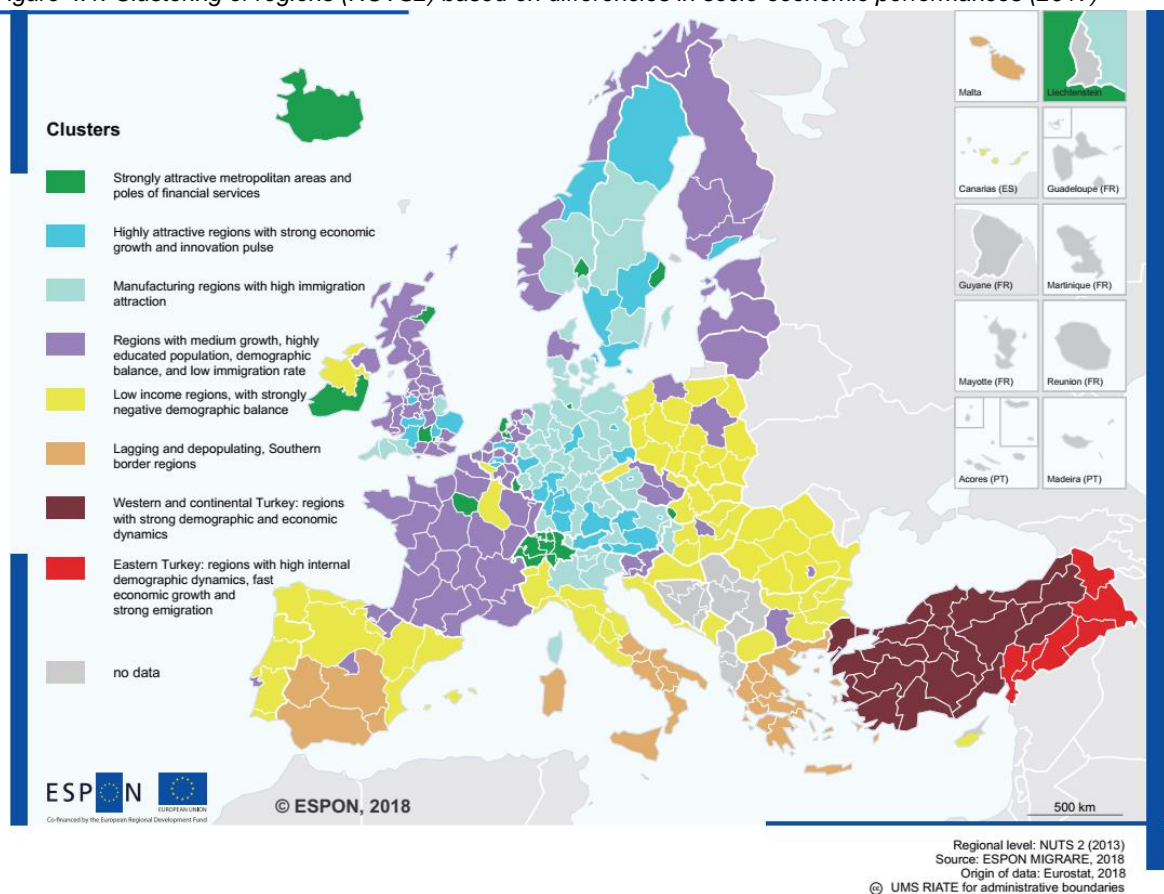 Clusters
Strongly attractive metropolitan areas and
poles of financial services
Highly attractive regions with strong economic
growth and innovation pulse
Manufacturing regions with high immigration
attraction
Regions with medium growth, highly
educated population, demographic
balance, and low immigration rate
Low income regions, with strongly
negative demographic balance
Lagging and depopulating, Southern
border regions
Western and continental Turkey: regions
with strong demographic and economic
dynamics
Eastern Turkey: regions with high internal
demographic dynamics, fast
economic growth and
strong emigration
no data
Malta
Liechtenstein
Canarias (ES)
Guadeloupe (FR)
Guyane (FR)
Martinique (FR)
Mayotte (FR)
Reunion (FR)
Acores (PT)
Madeira (PT)
ESPON
EUROPEAN UNION
Co-financed by the European Regional Development Fund
© ESPON, 2018
500 km
Regional level: NUTS 2 (2013)
Source: ESPON MIGRARE, 2018
Origin of data: Eurostat, 2018
UMS RIATE for administrative boundaries